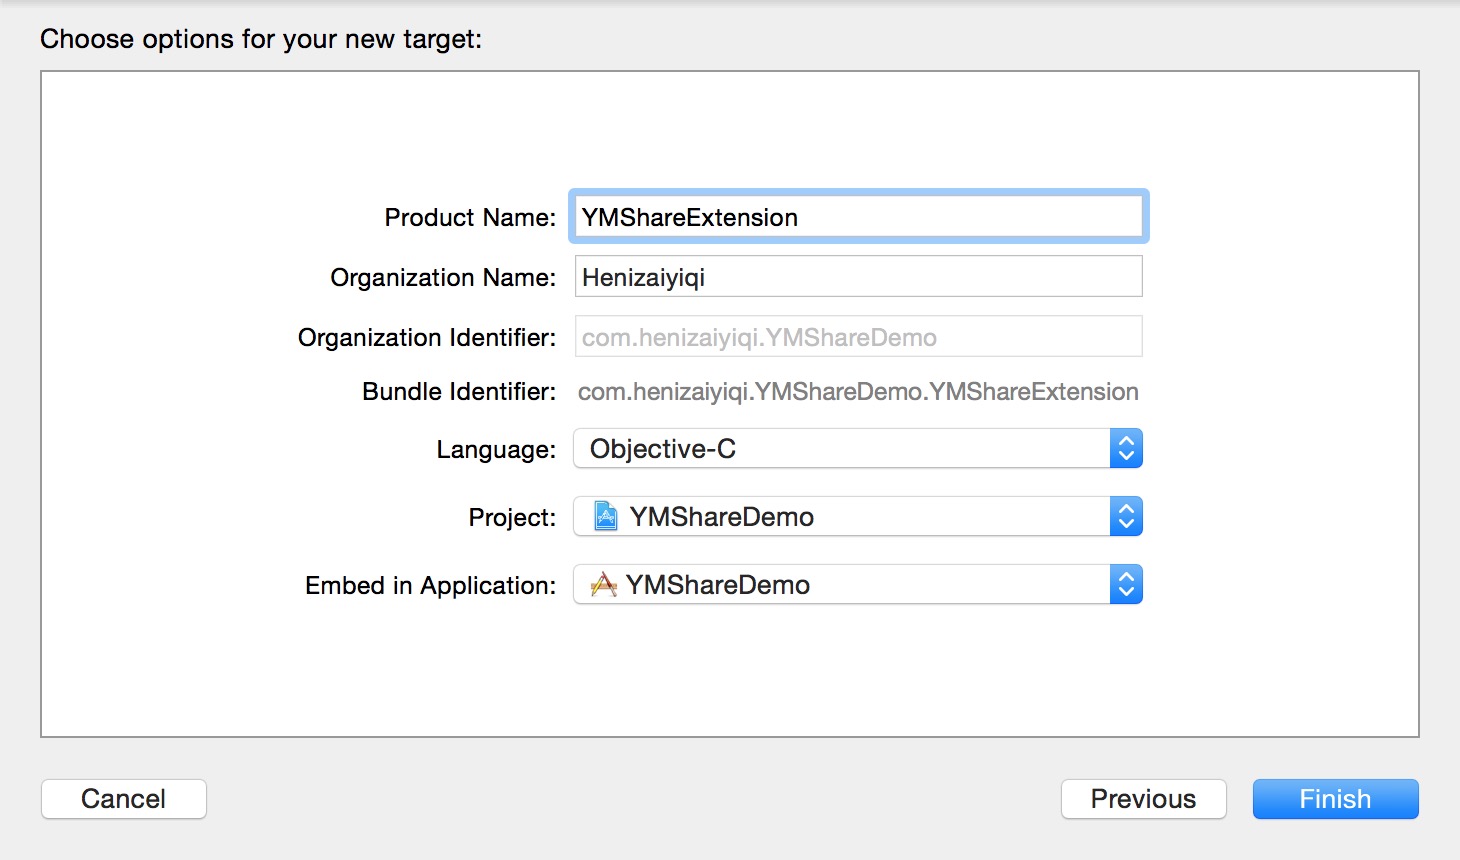 Choose options for your new target:
Product Name: YMShareExtension
Organization Name: Henizaiyiqi
Organization Identifier: com.henizaiyiqi.YMShareDemo
Bundle Identifier: com.henizaiyiqi.YMShareDemo.YMShareExtension
Language: Objective-C
Project: YMShareDemo
Embed in Application: YMShareDemo
Cancel Previous Finish